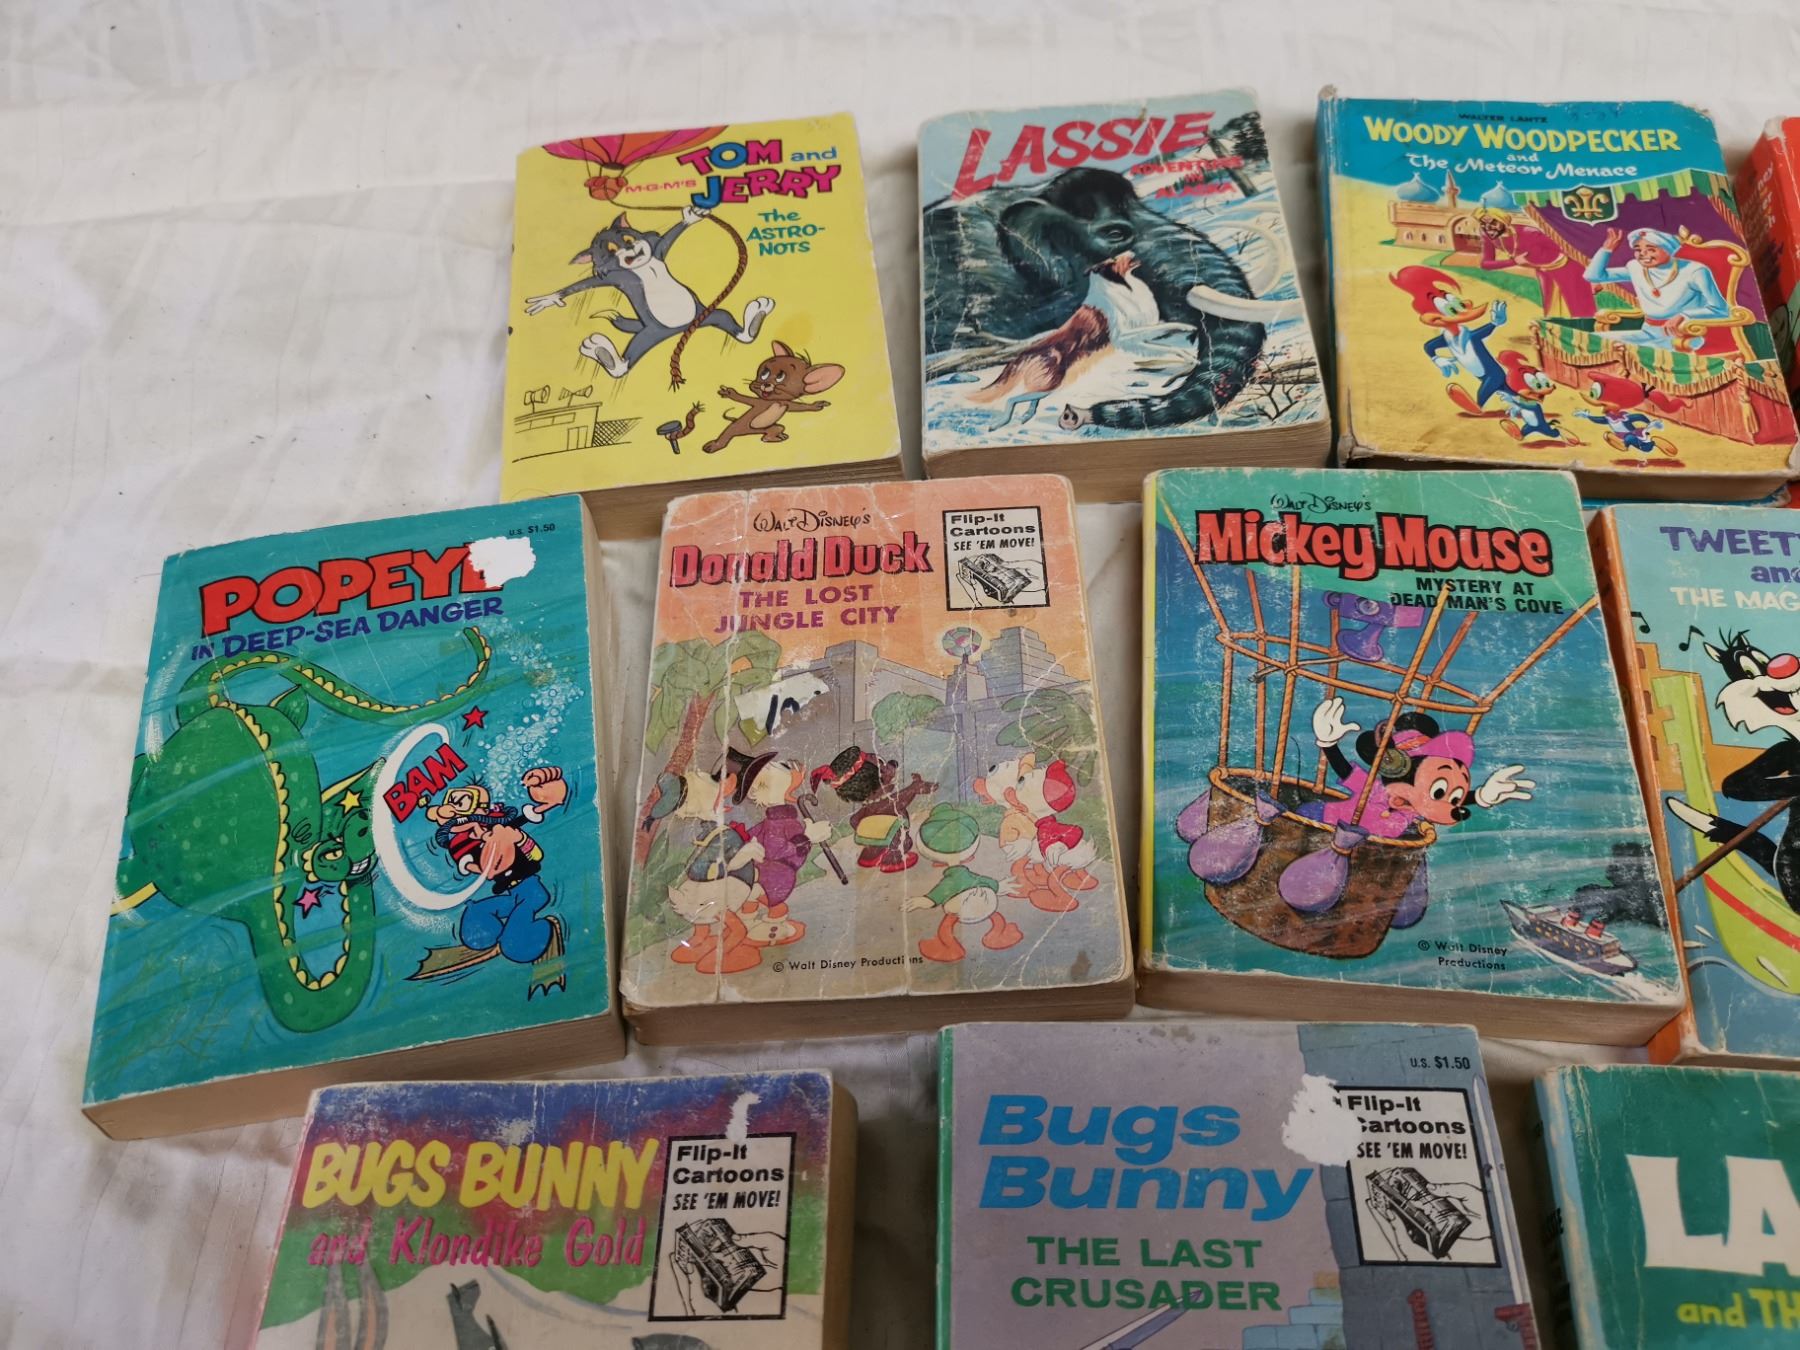 TOM and
M-G-M'S JERRY
The
ASTRO-
NOTS
LASSIE
ADVENTURE
IN
ALASKA
WALTER LANTZ
WOODY WOODPECKER
and
The Meteor Menace
U.S. $1.50
POPEYE
IN DEEP-SEA DANGER
BAM
WALT DISNEY'S
Donald Duck
THE LOST
JUNGLE CITY
Flip-It
Cartoons
SEE 'EM MOVE!
© Walt Disney Productions
WALT DISNEY'S
Mickey Mouse
MYSTERY AT
DEAD MAN'S COVE
© Walt Disney
Productions
TWEETY
and
THE MAG
BUGS BUNNY
and Klondike Gold
Flip-It
Cartoons
SEE 'EM MOVE!
U.S. $1.50
Bugs
Bunny
THE LAST
CRUSADER
Flip-It
Cartoons
SEE 'EM MOVE!
LA
and TH